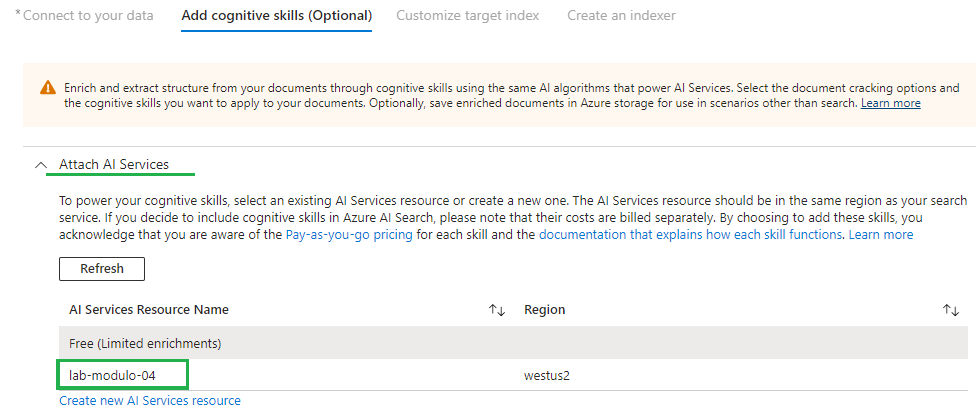 * Connect to your data Add cognitive skills (Optional) Customize target index Create an indexer
Enrich and extract structure from your documents through cognitive skills using the same AI algorithms that power AI Services. Select the document cracking options and
the cognitive skills you want to apply to your documents. Optionally, save enriched documents in Azure storage for use in scenarios other than search. Learn more
Attach AI Services
To power your cognitive skills, select an existing AI Services resource or create a new one. The AI Services resource should be in the same region as your search
service. If you decide to include cognitive skills in Azure AI Search, please note that their costs are billed separately. By choosing to add these skills, you
acknowledge that you are aware of the Pay-as-you-go pricing for each skill and the documentation that explains how each skill functions. Learn more
Refresh
AI Services Resource Name Region
Free (Limited enrichments)
lab-modulo-04 westus2
Create new AI Services resource